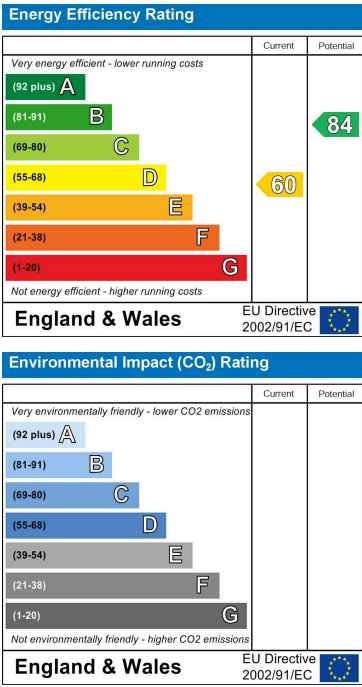 Energy Efficiency Rating
Current Potential
Very energy efficient - lower running costs
(92 plus) A
(81-91) B
84
(69-80) C
(55-68) D
60
(39-54) E
(21-38) F
(1-20) G
Not energy efficient - higher running costs
England & Wales
EU Directive
2002/91/EC
Environmental Impact (CO₂) Rating
Current Potential
Very environmentally friendly - lower CO2 emissions
(92 plus) A
(81-91) B
(69-80) C
(55-68) D
(39-54) E
(21-38) F
(1-20) G
Not environmentally friendly - higher CO2 emissions
England & Wales
EU Directive
2002/91/EC